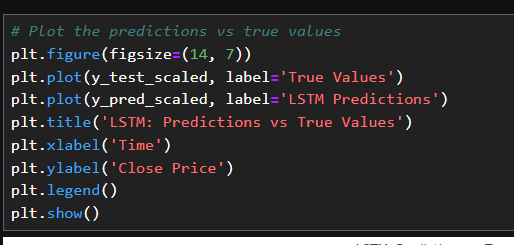 # Plot the predictions vs true values
plt.figure(figsize=(14, 7))
plt.plot(y_test_scaled, label='True Values')
plt.plot(y_pred_scaled, label='LSTM Predictions')
plt.title('LSTM: Predictions vs True Values')
plt.xlabel('Time')
plt.ylabel('Close Price')
plt.legend()
plt.show()